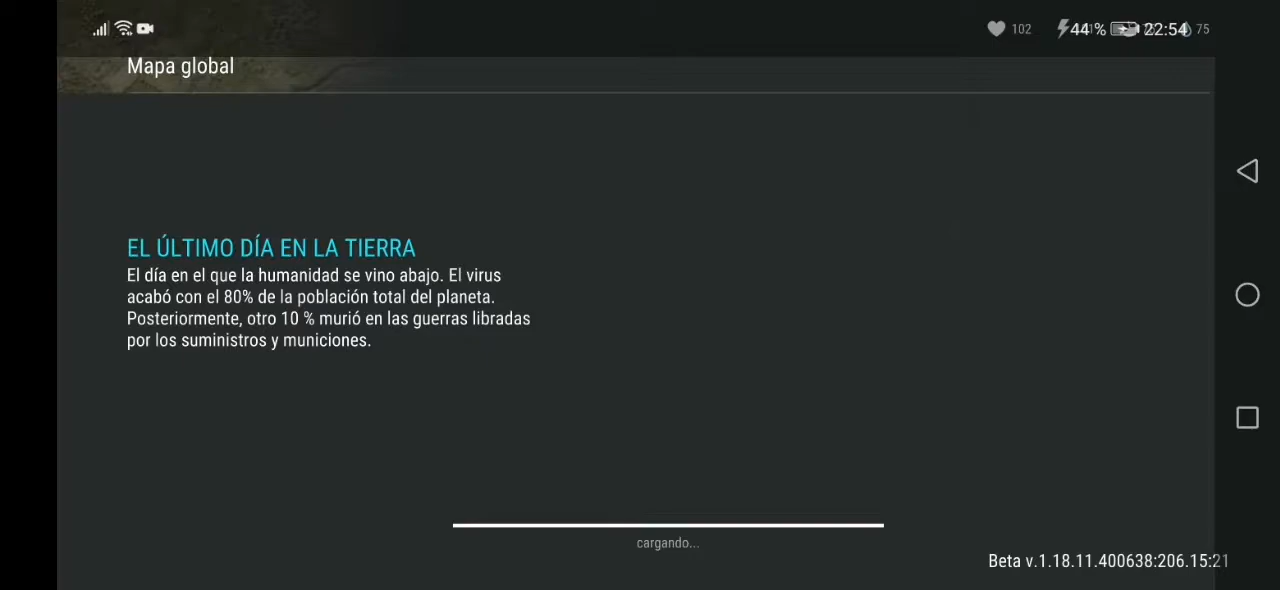 102
44 %
22:54
75
Mapa global
EL ÚLTIMO DÍA EN LA TIERRA
El día en el que la humanidad se vino abajo. El virus
acabó con el 80% de la población total del planeta.
Posteriormente, otro 10 % murió en las guerras libradas
por los suministros y municiones.
cargando...
Beta v.1.18.11.400638:206.15:21